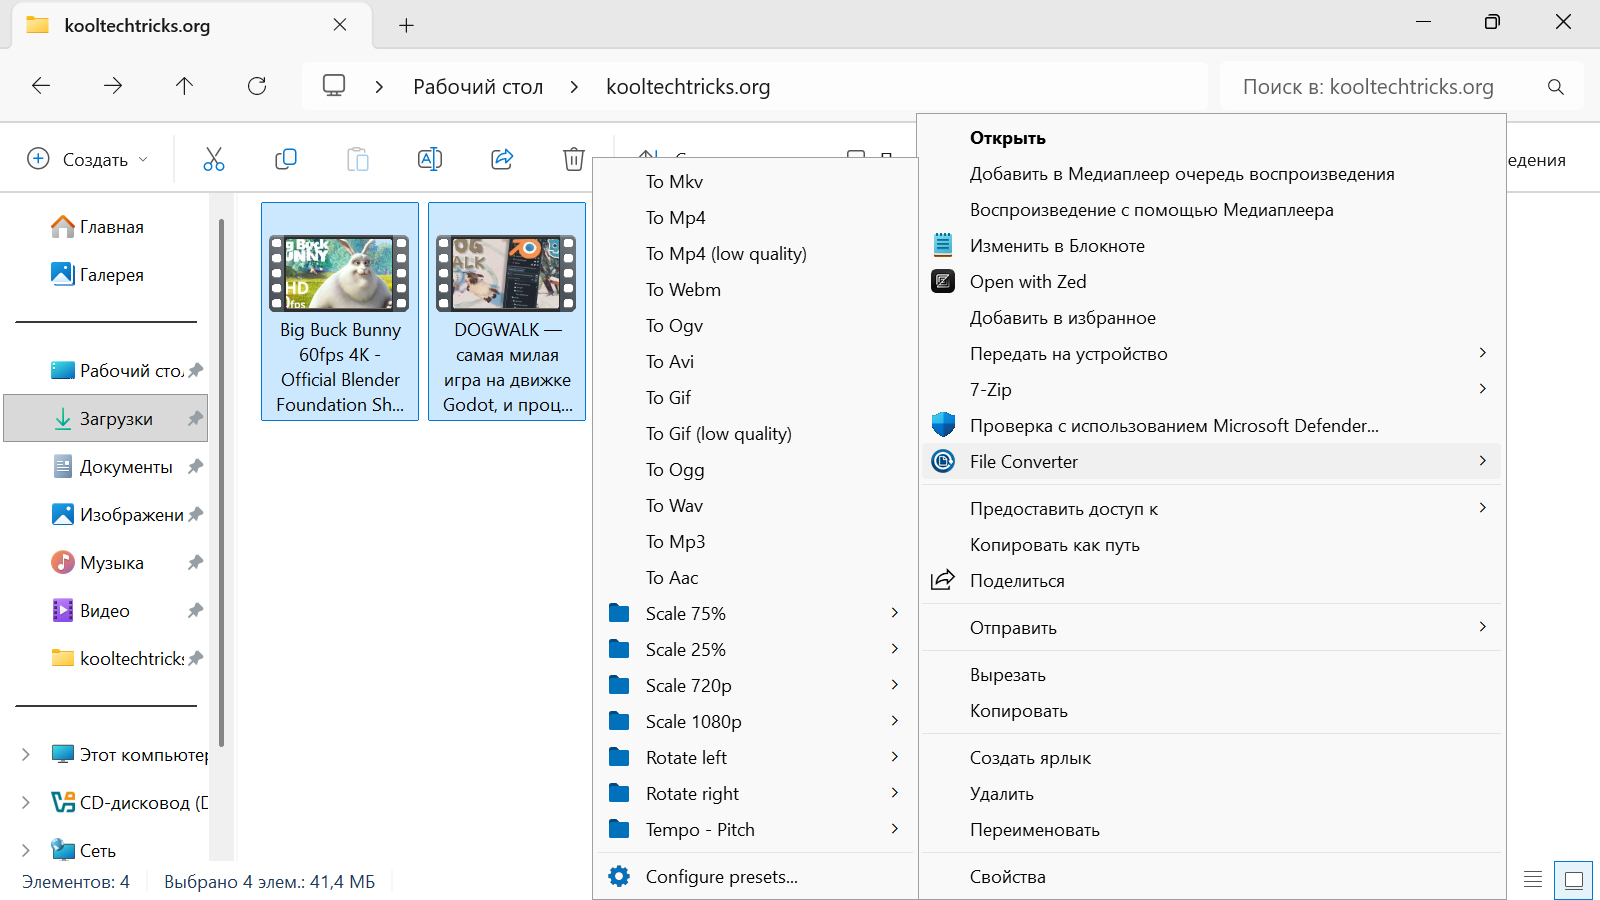 kooltechtricks.org
Рабочий стол
kooltechtricks.org
Поиск в: kooltechtricks.org
Создать
едения
Главная
Галерея
Рабочий сто
Загрузки
Документы
Изображени
Музыка
Видео
kooltechtricks
Этот компьютер
CD-дисковод (D
Сеть
Big Buck Bunny
60fps 4K -
Official Blender
Foundation Sh...
DOGWALK —
самая милая
игра на движке
Godot, и проц...
To Mkv
To Mp4
To Mp4 (low quality)
To Webm
To Ogv
To Avi
To Gif
To Gif (low quality)
To Ogg
To Wav
To Mp3
To Aac
Scale 75%
Scale 25%
Scale 720p
Scale 1080p
Rotate left
Rotate right
Tempo - Pitch
Configure presets...
Открыть
Добавить в Медиаплеер очередь воспроизведения
Воспроизведение с помощью Медиаплеера
Изменить в Блокноте
Open with Zed
Добавить в избранное
Передать на устройство
7-Zip
Проверка с использованием Microsoft Defender...
File Converter
Предоставить доступ к
Копировать как путь
Поделиться
Отправить
Вырезать
Копировать
Создать ярлык
Удалить
Переименовать
Свойства
Элементов: 4
Выбрано 4 элем.: 41,4 МБ